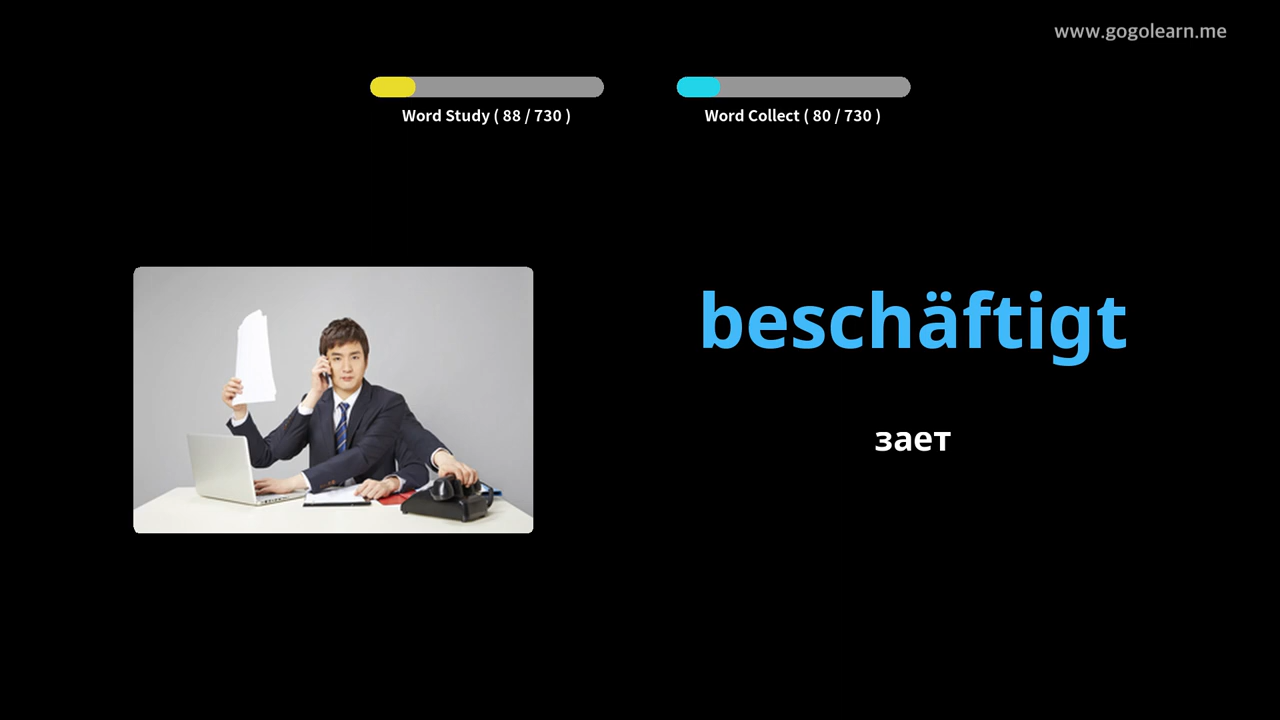 www.gogolearn.me
Word Study ( 88 / 730 )
Word Collect ( 80 / 730 )
beschäftigt
зает